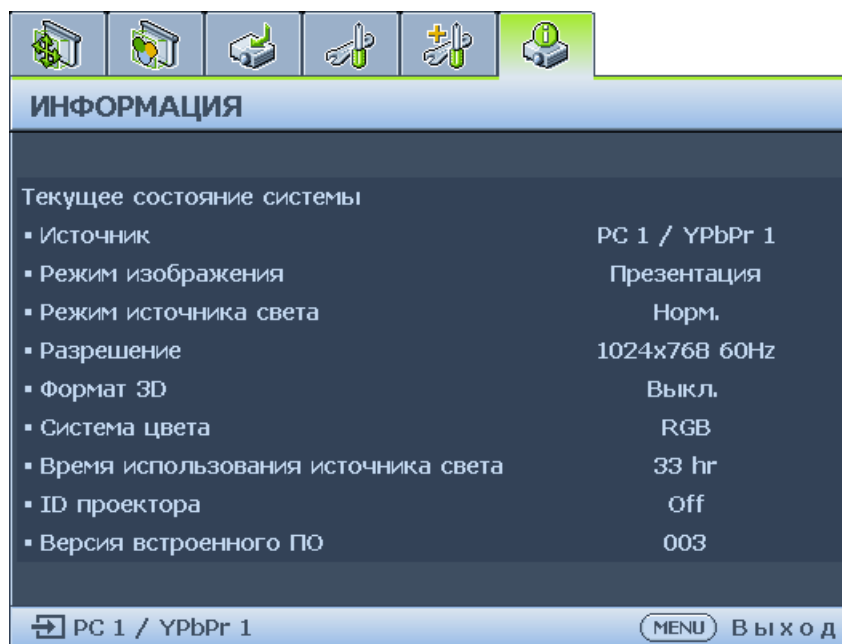 ИНФОРМАЦИЯ
Текущее состояние системы
▪ Источник PC 1 / YPbPr 1
▪ Режим изображения Презентация
▪ Режим источника света Норм.
▪ Разрешение 1024x768 60Hz
▪ Формат 3D Выкл.
▪ Система цвета RGB
▪ Время использования источника света 33 hr
▪ ID проектора Off
▪ Версия встроенного ПО 003
PC 1 / YPbPr 1 MENU Выход